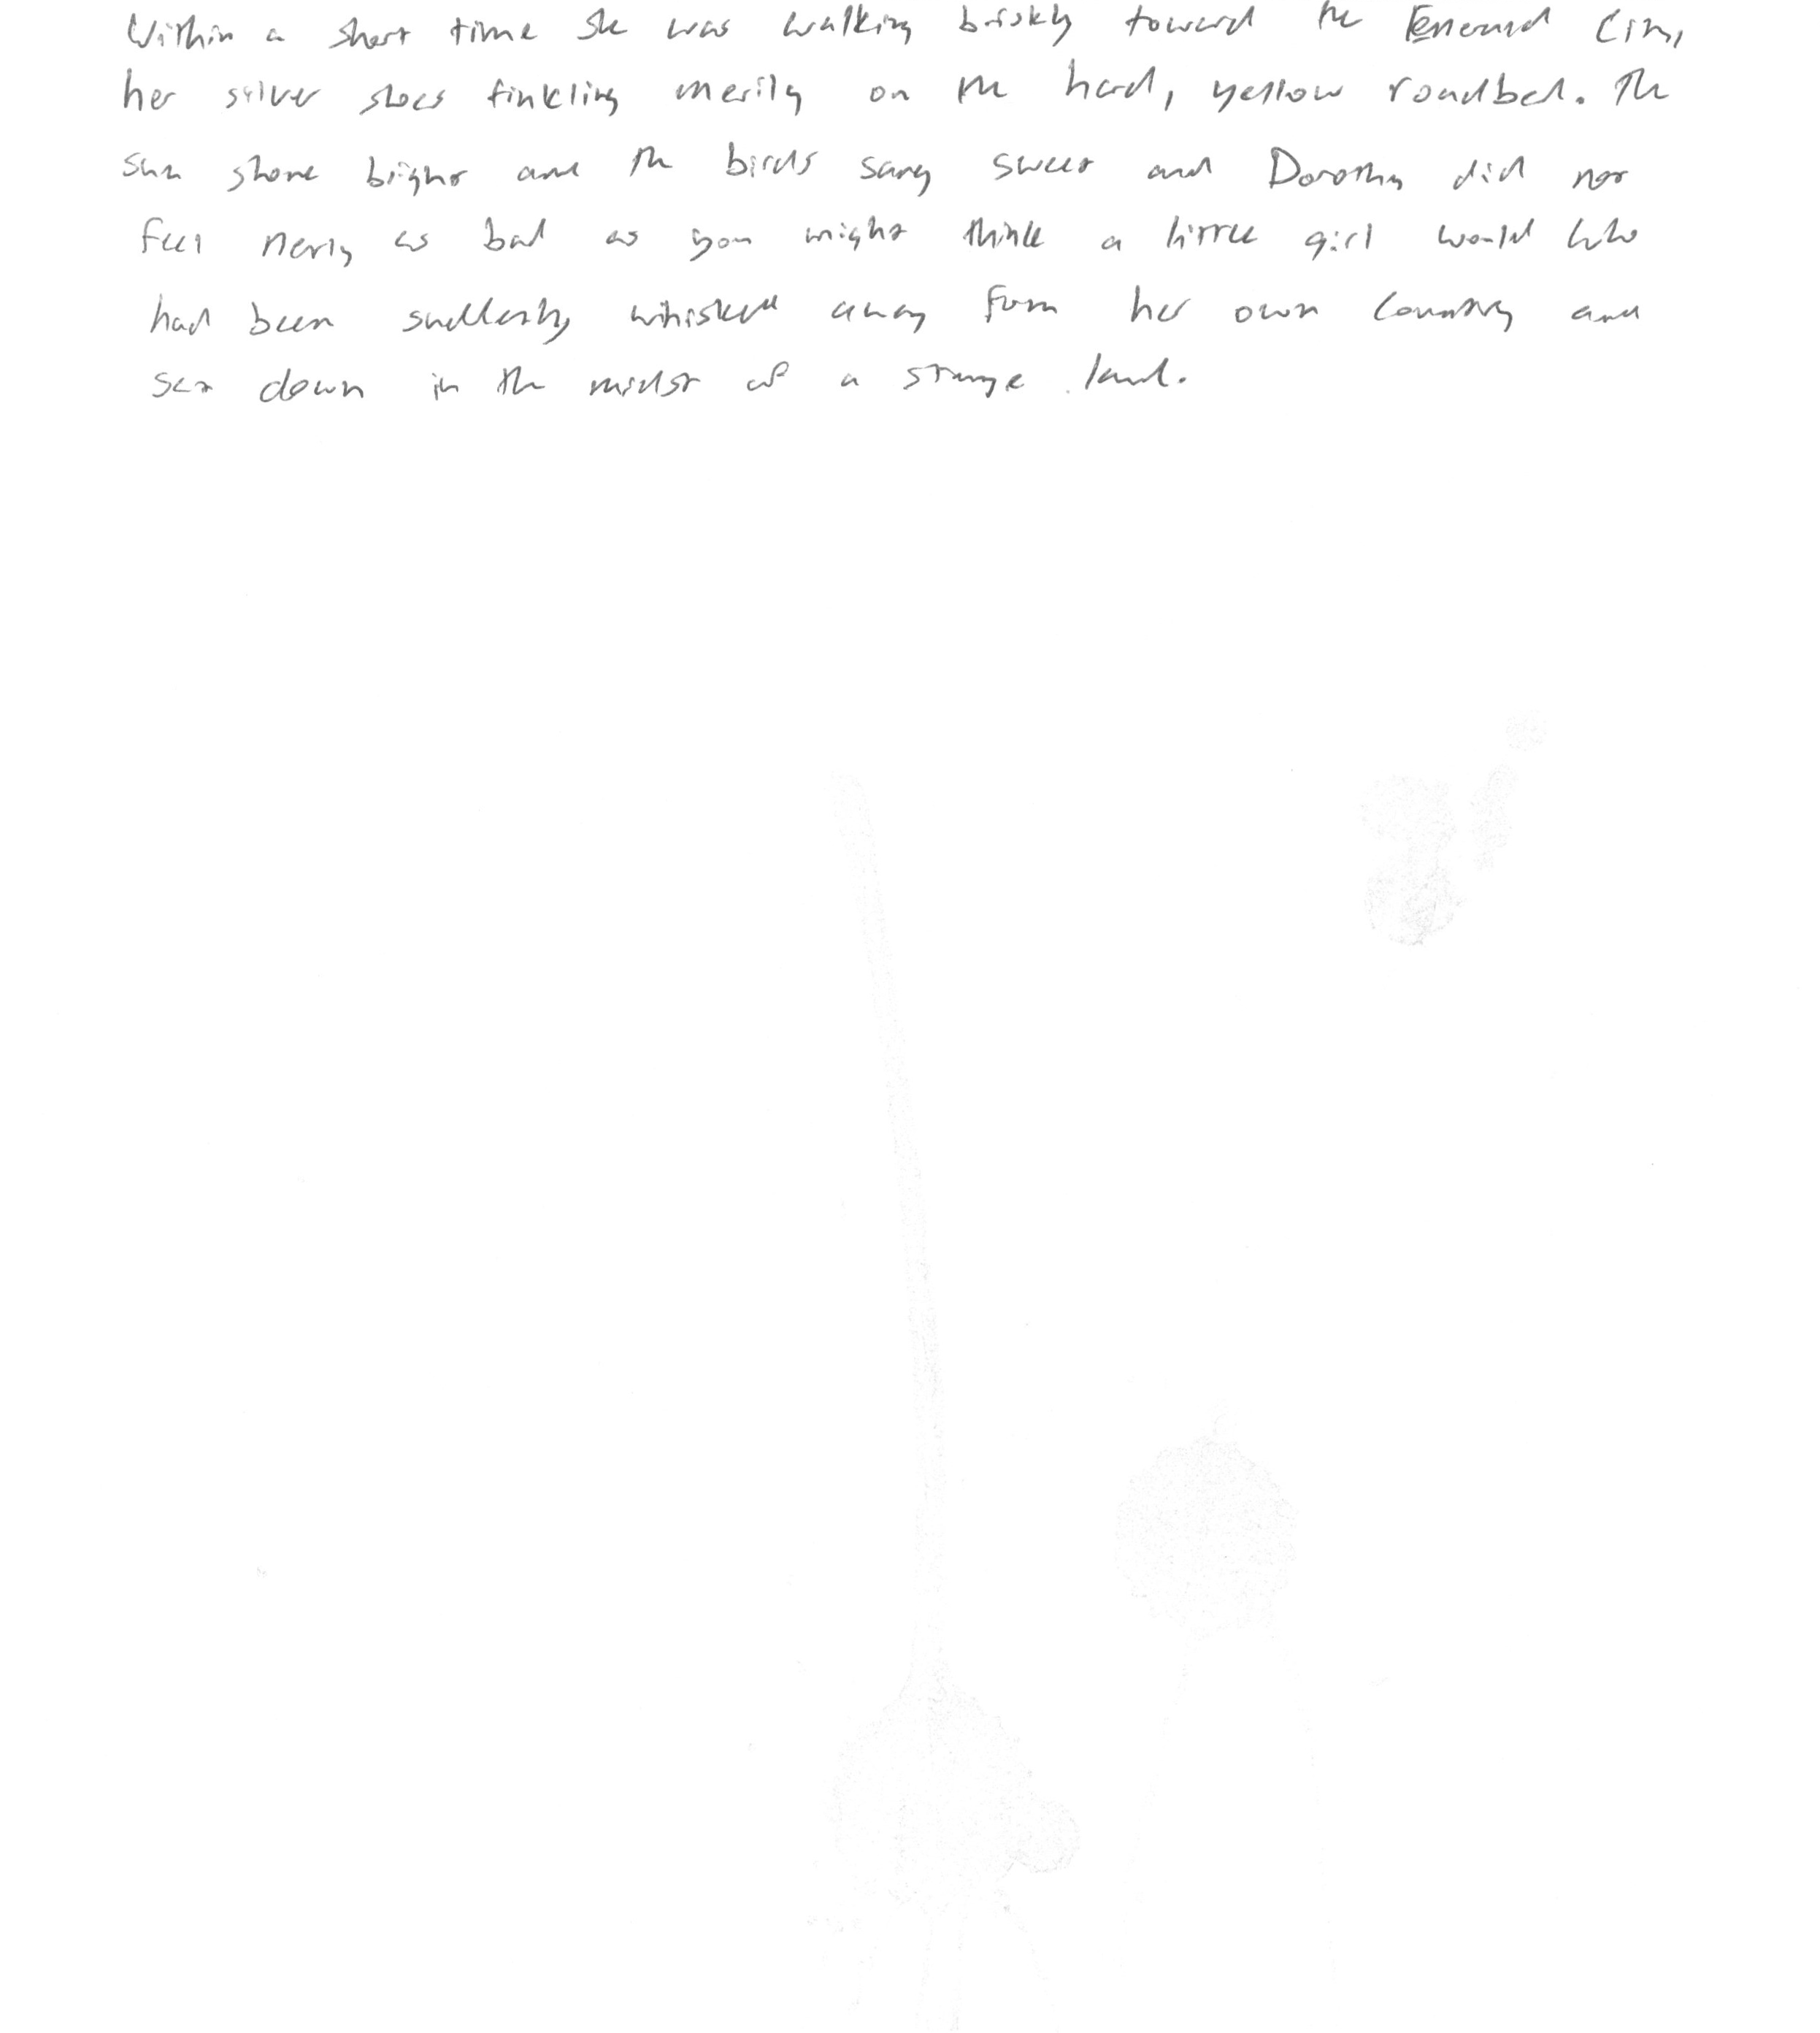 Within a short time she was walking briskly toward the Emerald City,
her silver shoes tinkling merily on the hard, yellow roadbed. The
sun shone bright and the birds sang sweet and Dorothy did not
feel nerly as bad as you might think a little girl would who
had been suddenly whisked away from her own country and
set down in the midst of a strange land.